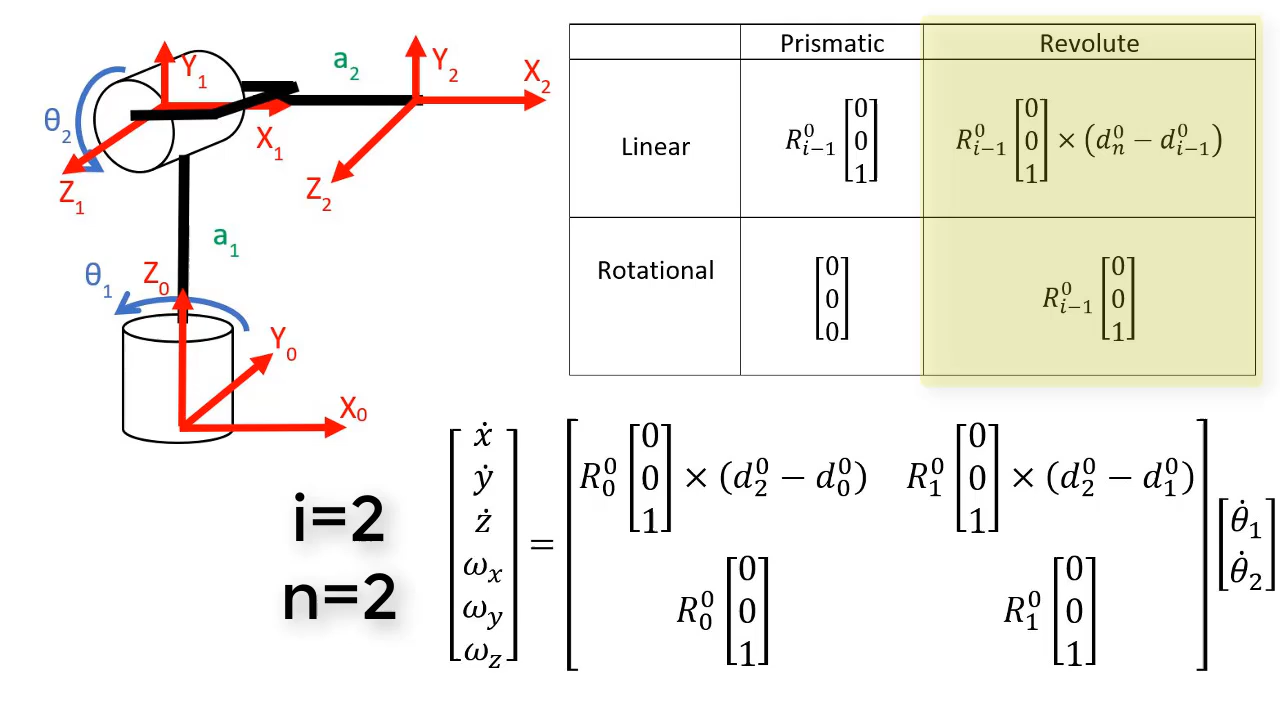 Prismatic Revolute
Linear R⁰ᵢ₋₁ [0 0 1] R⁰ᵢ₋₁ [0 0 1] × (d⁰ₙ − d⁰ᵢ₋₁)
Rotational [0 0 0] R⁰ᵢ₋₁ [0 0 1]
Y₁
a₂
Y₂
X₂
θ₂
X₁
Z₁
Z₂
a₁
θ₁
Z₀
Y₀
X₀
i=2
n=2
[ẋ ẏ ż ωₓ ω_y ω_z] = [R⁰₀ [0 0 1] × (d⁰₂ − d⁰₀) R⁰₁ [0 0 1] × (d⁰₂ − d⁰₁)
R⁰₀ [0 0 1] R⁰₁ [0 0 1]] [θ̇₁ θ̇₂]